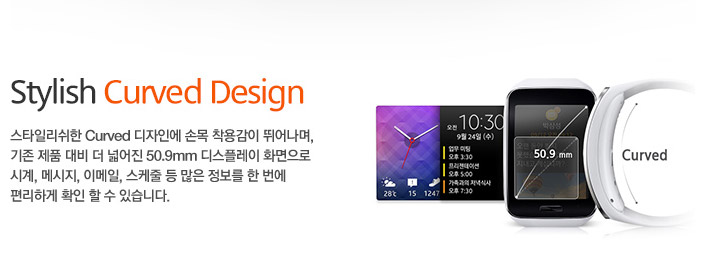 Stylish Curved Design
스타일리쉬한 Curved 디자인에 손목 착용감이 뛰어나며,
기존 제품 대비 더 넓어진 50.9mm 디스플레이 화면으로
시계, 메시지, 이메일, 스케줄 등 많은 정보를 한 번에
편리하게 확인 할 수 있습니다.
오전 10:30
9월 24일 (수)
업무 미팅
오후 3:30
프리젠테이션
오후 5:00
가족과의 저녁식사
오후 7:30
28°c 15 1247
50.9 mm
Curved